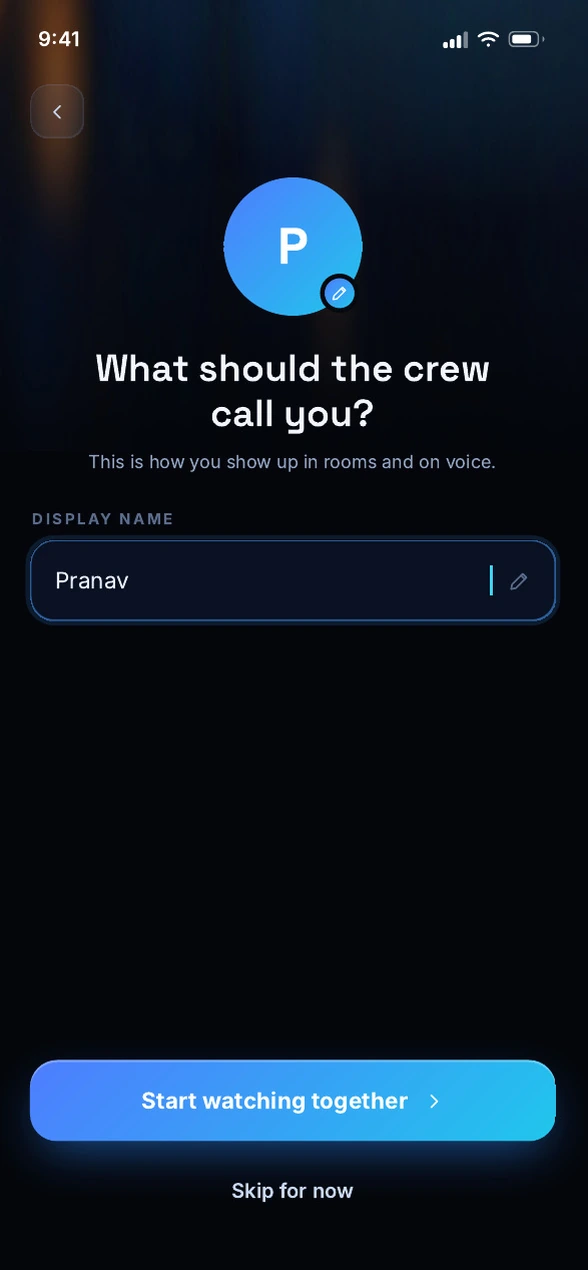 9:41
P
What should the crew
call you?
This is how you show up in rooms and on voice.
DISPLAY NAME
Pranav
Start watching together
Skip for now